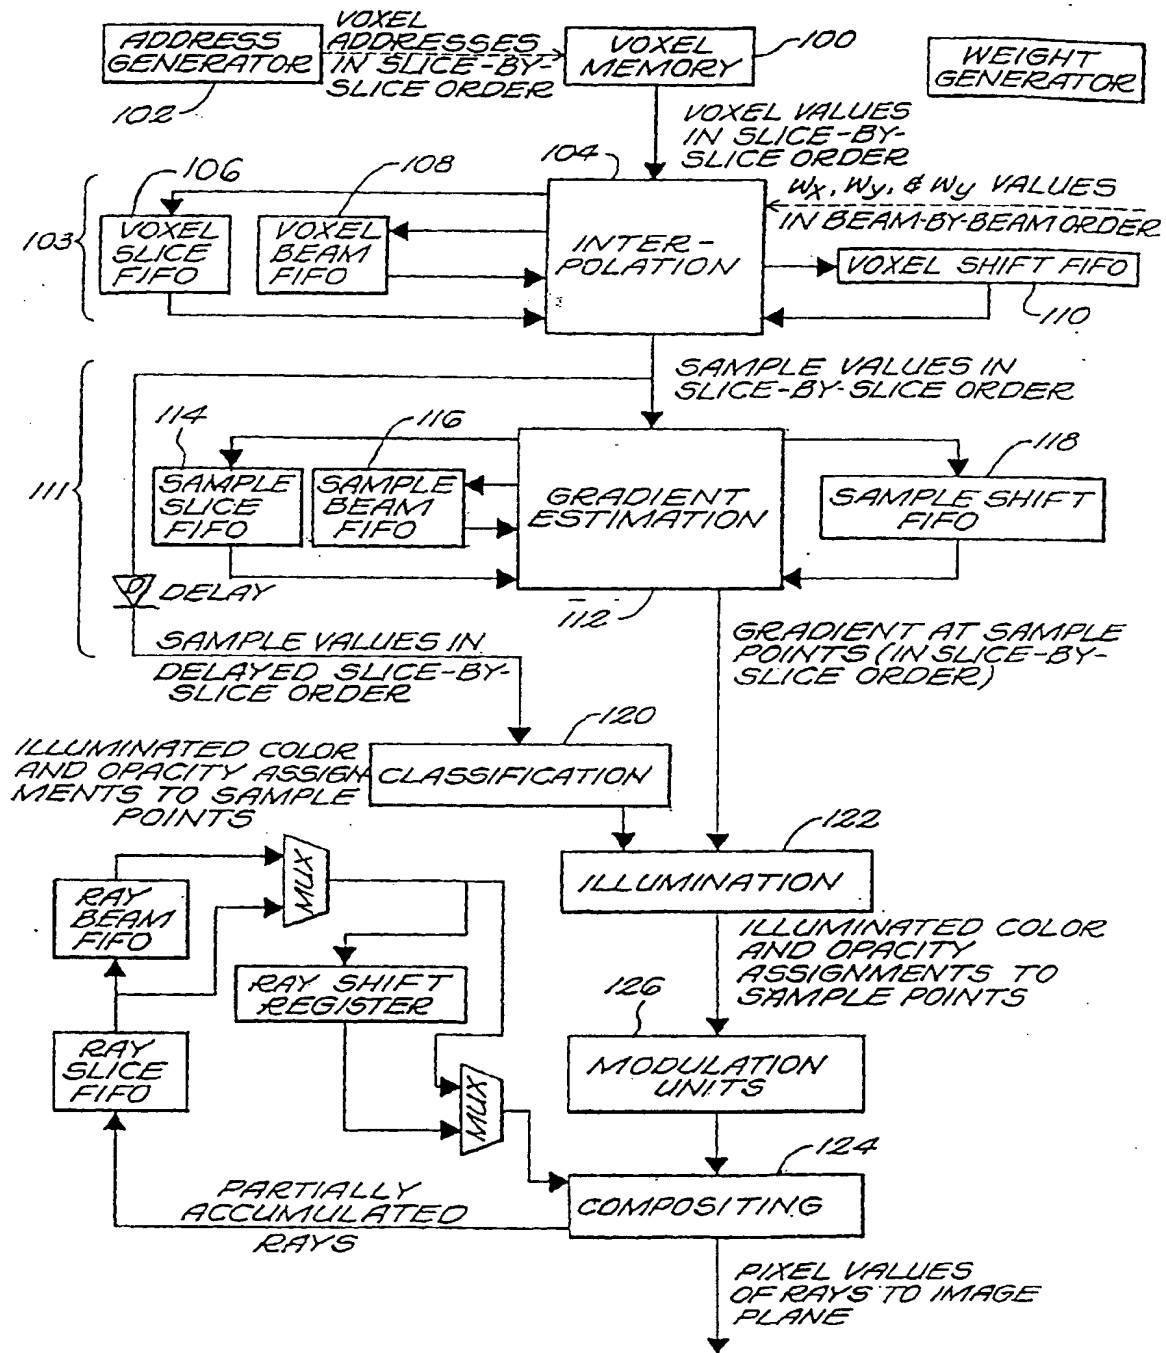 ADDRESS
GENERATOR
102
VOXEL
ADDRESSES
IN SLICE-BY-
SLICE ORDER
VOXEL
MEMORY
100
WEIGHT
GENERATOR
VOXEL VALUES
IN SLICE-BY-
SLICE ORDER
103
106
VOXEL
SLICE
FIFO
108
VOXEL
BEAM
FIFO
104
INTER-
POLATION
Wx, Wy, & Wy VALUES
IN BEAM-BY-BEAM ORDER
VOXEL SHIFT FIFO
110
SAMPLE VALUES IN
SLICE-BY-SLICE ORDER
111
114
SAMPLE
SLICE
FIFO
116
SAMPLE
BEAM
FIFO
GRADIENT
ESTIMATION
112
118
SAMPLE SHIFT
FIFO
D
DELAY
SAMPLE VALUES IN
DELAYED SLICE-BY-
SLICE ORDER
GRADIENT AT SAMPLE
POINTS (IN SLICE-BY-
SLICE ORDER)
120
CLASSIFICATION
ILLUMINATED COLOR
AND OPACITY ASSIGN
MENTS TO SAMPLE
POINTS
122
ILLUMINATION
MUX
RAY
BEAM
FIFO
RAY SHIFT
REGISTER
ILLUMINATED COLOR
AND OPACITY
ASSIGNMENTS TO
SAMPLE POINTS
126
MODULATION
UNITS
RAY
SLICE
FIFO
MUX
124
COMPOSITING
PARTIALLY
ACCUMULATED
RAYS
PIXEL VALUES
OF RAYS TO IMAGE
PLANE